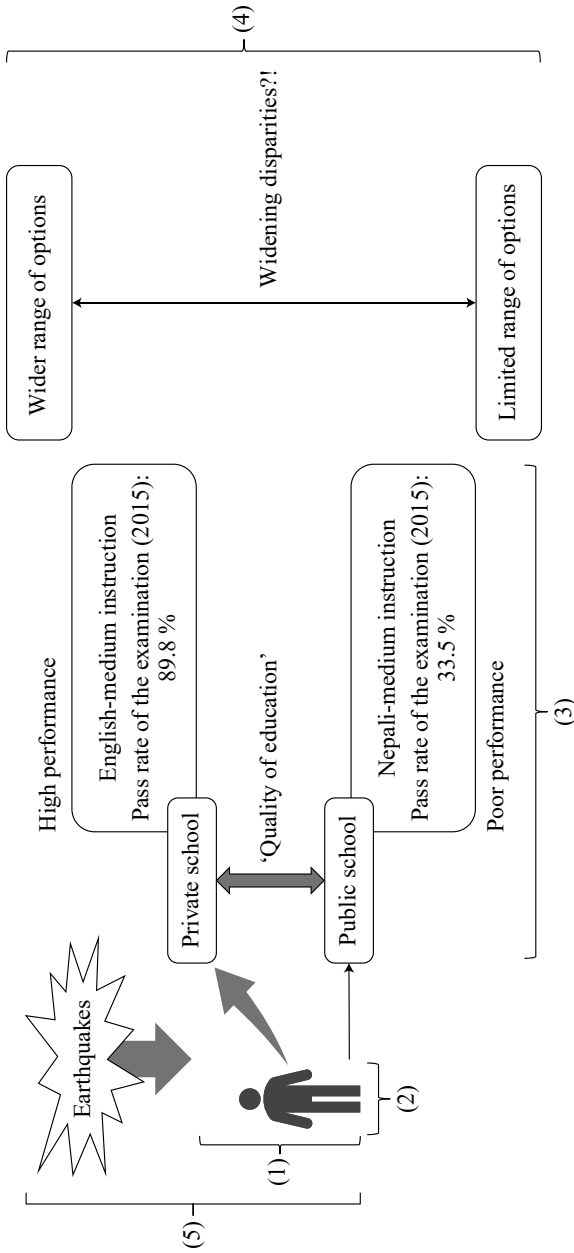 Earthquakes
(5)
(1)
(2)
Private school
Public school
High performance
English-medium instruction
Pass rate of the examination (2015):
89.8 %
‘Quality of education’
Nepali-medium instruction
Pass rate of the examination (2015):
33.5 %
Poor performance
(3)
Wider range of options
Widening disparities?!
Limited range of options
(4)